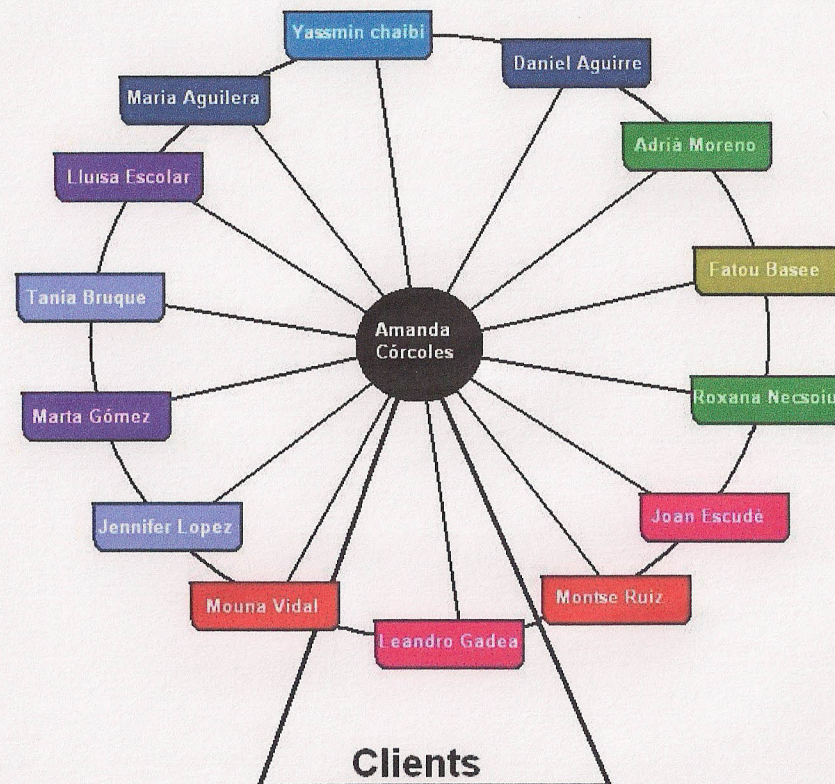 Yassmin chaibi
Daniel Aguirre
Maria Aguilera
Adrià Moreno
Lluïsa Escolar
Fatou Basee
Tania Bruque
Amanda
Córcoles
Roxana Necsoiu
Marta Gómez
Joan Escudé
Jennifer Lopez
Montse Ruiz
Mouna Vidal
Leandro Gadea
Clients